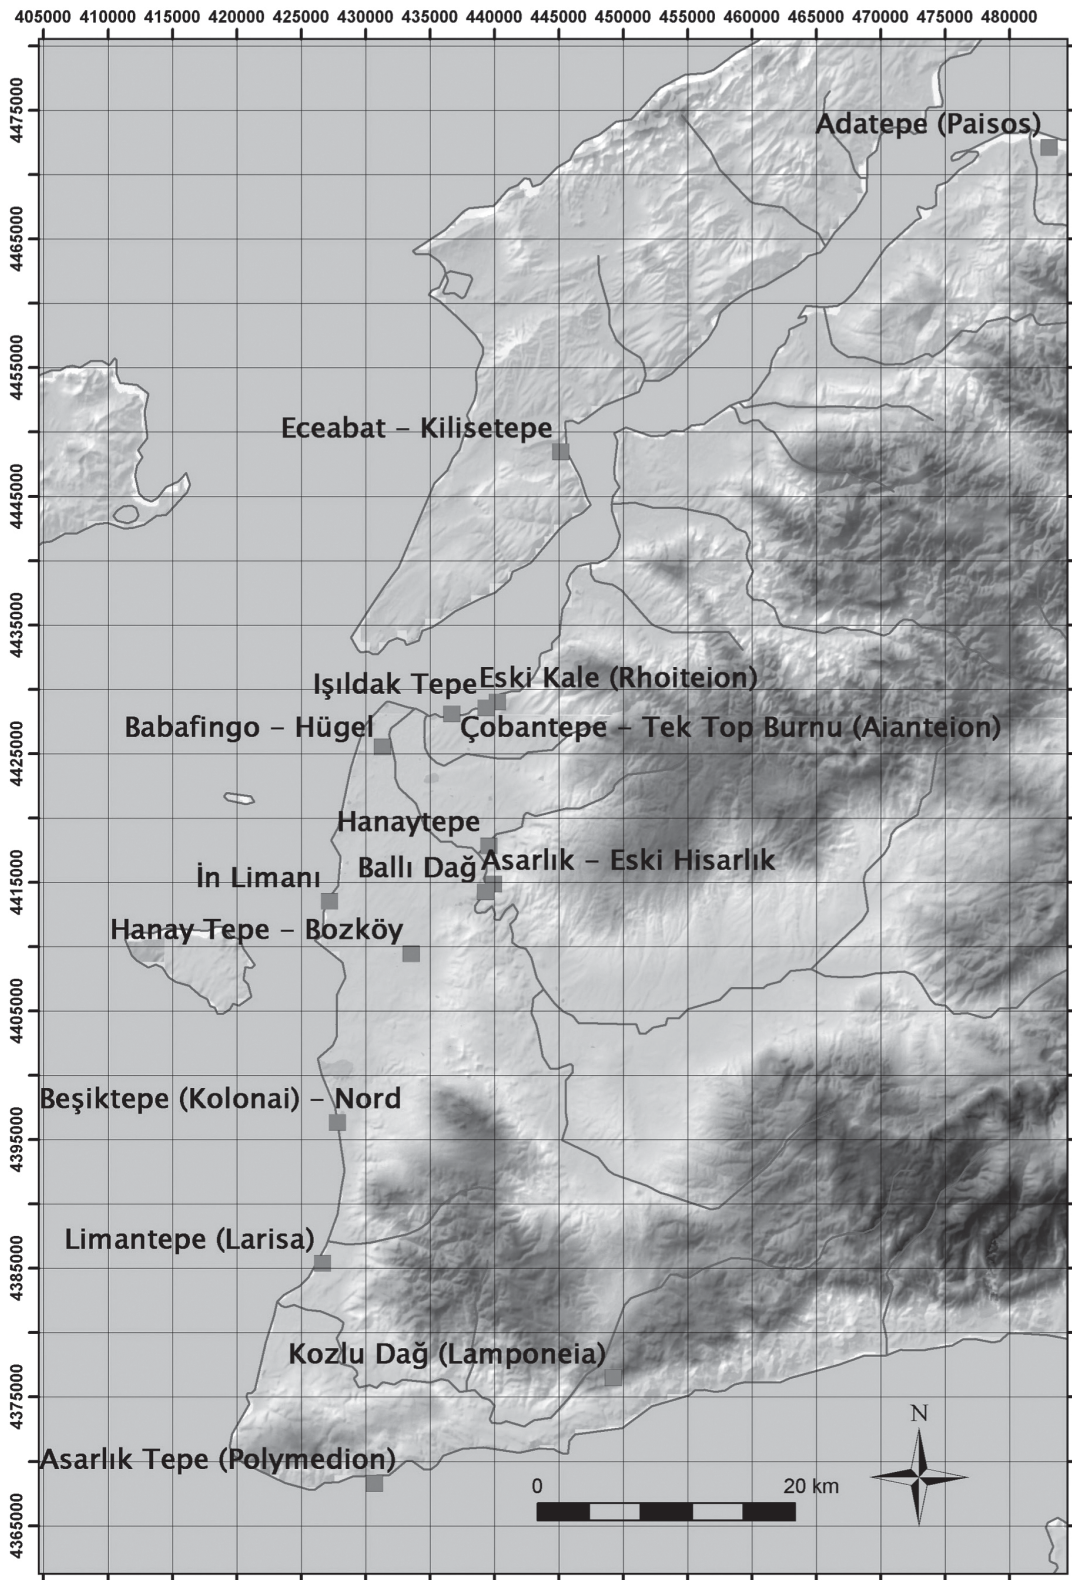 405000 410000 415000 420000 425000 430000 435000 440000 445000 450000 455000 460000 465000 470000 475000 480000
4475000
Adatepe (Paisos)
4465000
4455000
Eceabat – Kilisetepe
4445000
4435000
Işıldak Tepe
Eski Kale (Rhoiteion)
Babafingo – Hügel
Çobantepe – Tek Top Burnu (Aianteion)
4425000
Hanaytepe
Ballı Dağ
Asarlık – Eski Hisarlık
4415000
İn Limanı
Hanay Tepe – Bozköy
4405000
Beşiktepe (Kolonai) – Nord
4395000
Limantepe (Larisa)
4385000
Kozlu Dağ (Lamponeia)
4375000
N
Asarlık Tepe (Polymedion)
0 20 km
4365000